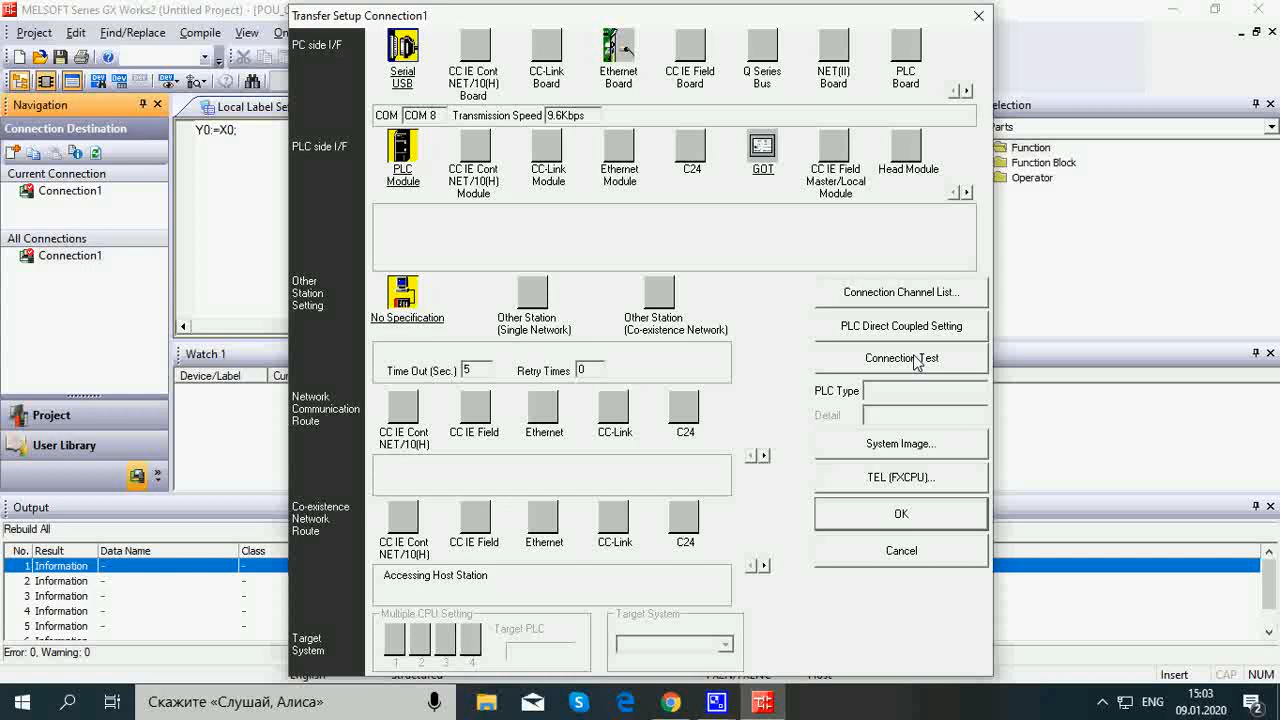 MELSOFT Series GX Works2 (Untitled Project) - [POU_
Transfer Setup Connection1
Project Edit Find/Replace Compile View
PC side I/F
Serial USB
CC IE Cont NET/10(H) Board
CC-Link Board
Ethernet Board
CC IE Field Board
Q Series Bus
NET(II) Board
PLC Board
COM COM 8 Transmission Speed 9.6Kbps
PLC side I/F
PLC Module
CC IE Cont NET/10(H) Module
CC-Link Module
Ethernet Module
C24
GOT
CC IE Field Master/Local Module
Head Module
Navigation
Connection Destination
Current Connection
Connection1
All Connections
Connection1
Project
User Library
Local Label Se
Y0:=X0;
Watch 1
Device/Label Cu
Other Station Setting
No Specification
Other Station (Single Network)
Other Station (Co-existence Network)
Time Out (Sec.) 5 Retry Times 0
Network Communication Route
CC IE Cont NET/10(H)
CC IE Field
Ethernet
CC-Link
C24
Co-existence Network Route
CC IE Cont NET/10(H)
CC IE Field
Ethernet
CC-Link
C24
Accessing Host Station
Target System
Multiple CPU Setting
1 2 3 4
Target PLC
Target System
Connection Channel List...
PLC Direct Coupled Setting
Connection Test
PLC Type
Detail
System Image...
TEL (FXCPU)...
OK
Cancel
election
Parts
Function
Function Block
Operator
Output
Rebuild All
No. Result Data Name Class
1 Information - -
2 Information - -
3 Information - -
4 Information - -
5 Information - -
Error: 0, Warning: 0
English Structured Host Insert CAP NUM
Скажите «Слушай, Алиса»
15:03
09.01.2020
2